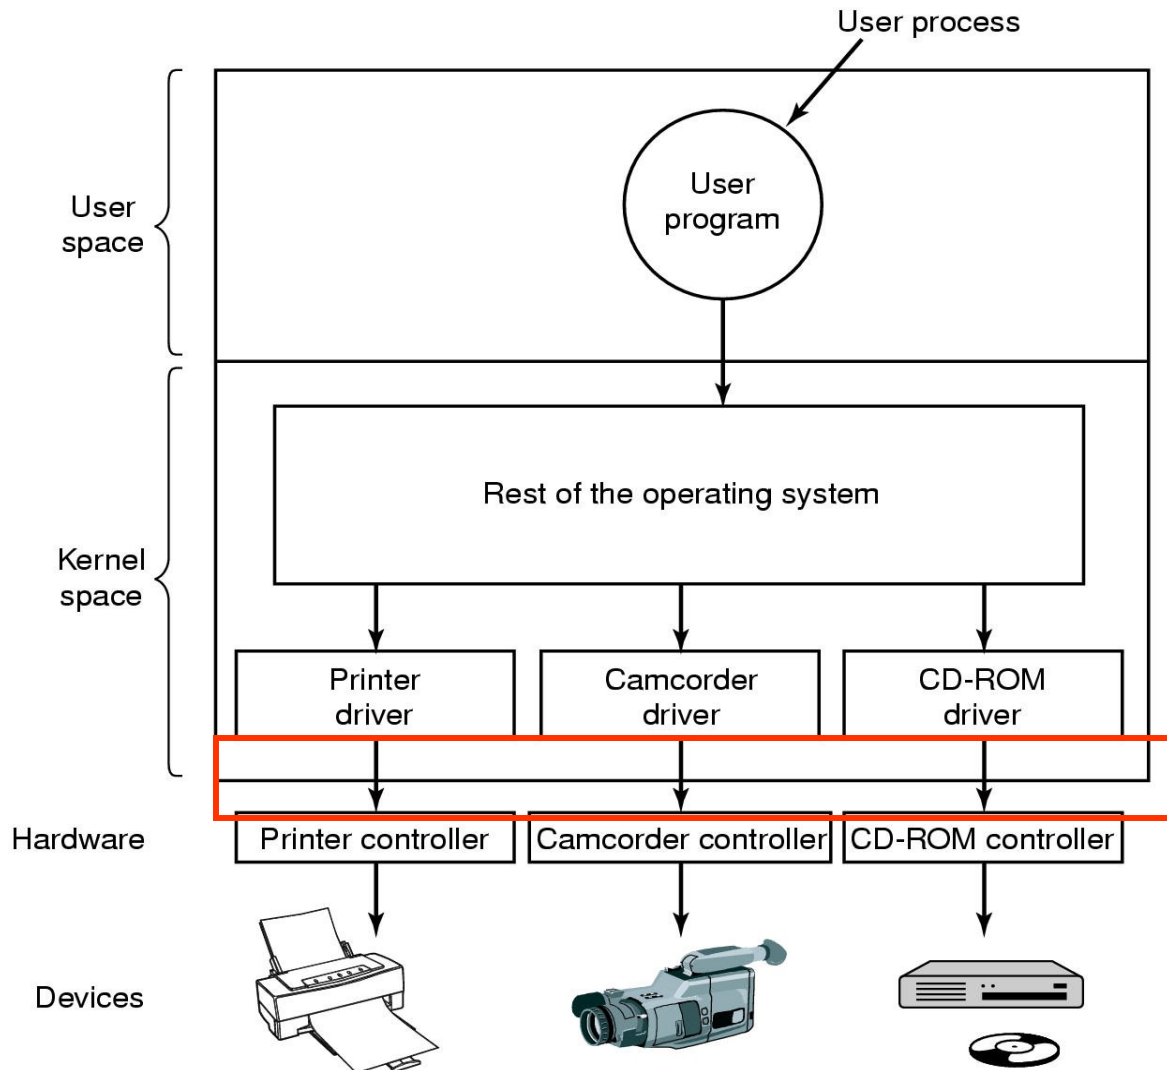 User process
User
program
User
space
Rest of the operating system
Kernel
space
Printer
driver
Camcorder
driver
CD-ROM
driver
Hardware
Printer controller
Camcorder controller
CD-ROM controller
Devices